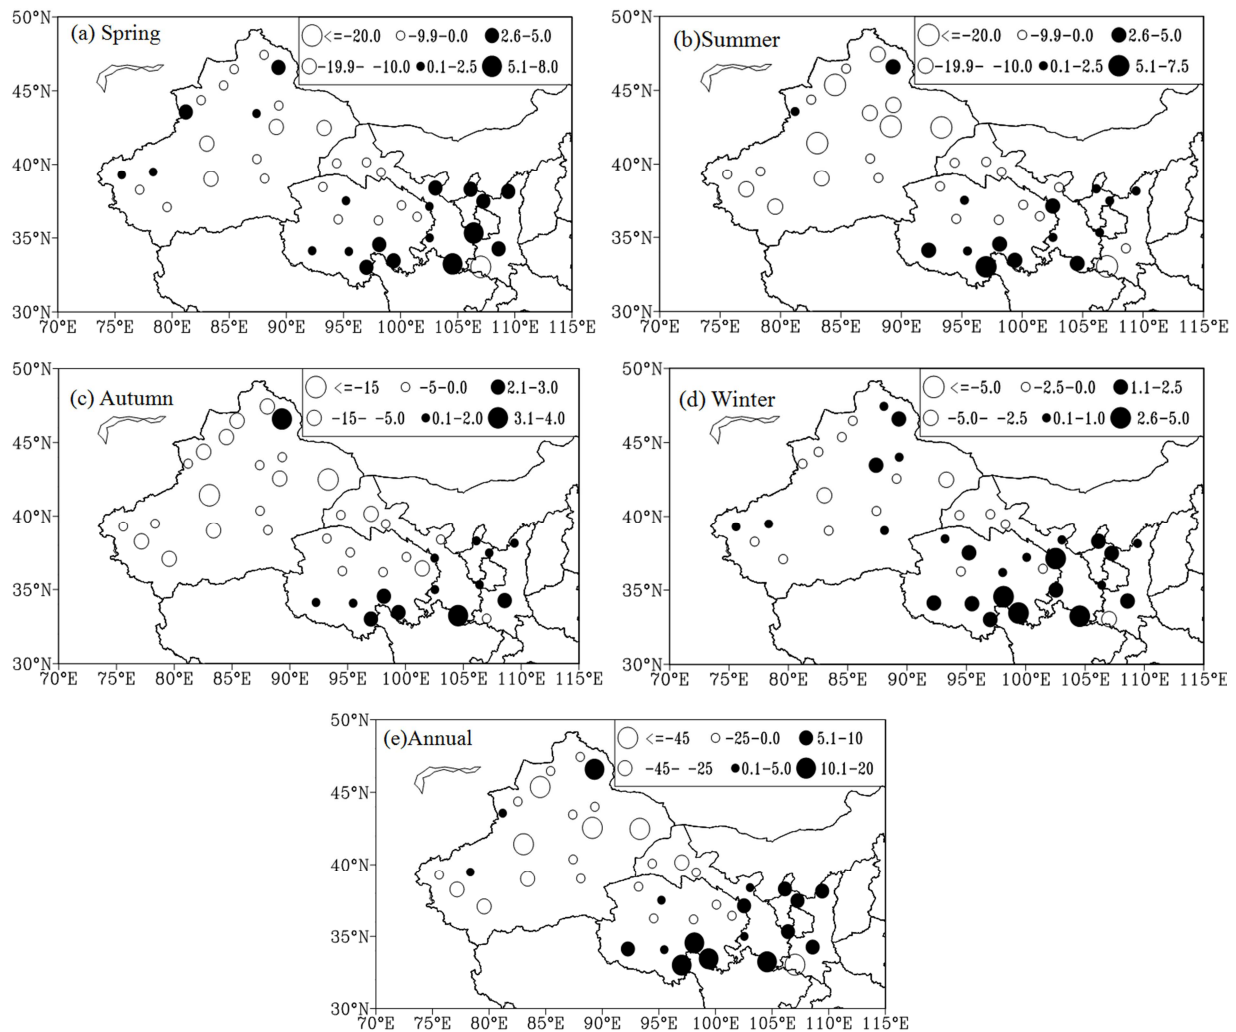 (a) Spring
<=-20.0 -9.9-0.0 2.6-5.0
-19.9- -10.0 0.1-2.5 5.1-8.0
50°N
45°N
40°N
35°N
30°N
70°E 75°E 80°E 85°E 90°E 95°E 100°E 105°E 110°E 115°E
(b)Summer
<=-20.0 -9.9-0.0 2.6-5.0
-19.9- -10.0 0.1-2.5 5.1-7.5
50°N
45°N
40°N
35°N
30°N
70°E 75°E 80°E 85°E 90°E 95°E 100°E 105°E 110°E 115°E
(c) Autumn
<=-15 -5-0.0 2.1-3.0
-15- -5.0 0.1-2.0 3.1-4.0
50°N
45°N
40°N
35°N
30°N
70°E 75°E 80°E 85°E 90°E 95°E 100°E 105°E 110°E 115°E
(d) Winter
<=-5.0 -2.5-0.0 1.1-2.5
-5.0- -2.5 0.1-1.0 2.6-5.0
50°N
45°N
40°N
35°N
30°N
70°E 75°E 80°E 85°E 90°E 95°E 100°E 105°E 110°E 115°E
(e)Annual
<=-45 -25-0.0 5.1-10
-45- -25 0.1-5.0 10.1-20
50°N
45°N
40°N
35°N
30°N
70°E 75°E 80°E 85°E 90°E 95°E 100°E 105°E 110°E 115°E